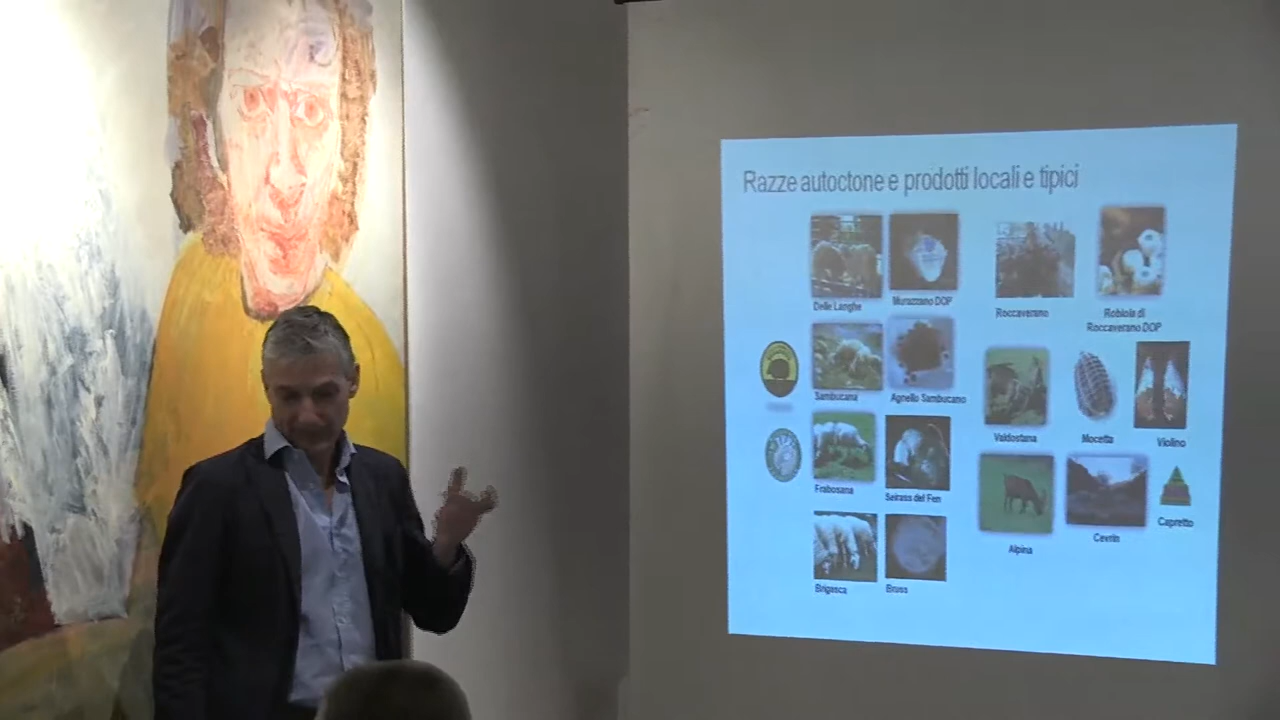 Razze autoctone e prodotti locali e tipici
Delle Langhe
Murazzano DOP
Roccaverano
Robiola di
Roccaverano DOP
Sambucana
Agnello Sambucano
Valdostana
Mocetta
Violino
Frabosana
Seirass del Fen
Alpina
Cevrin
Capretto
Brigasca
Bruss